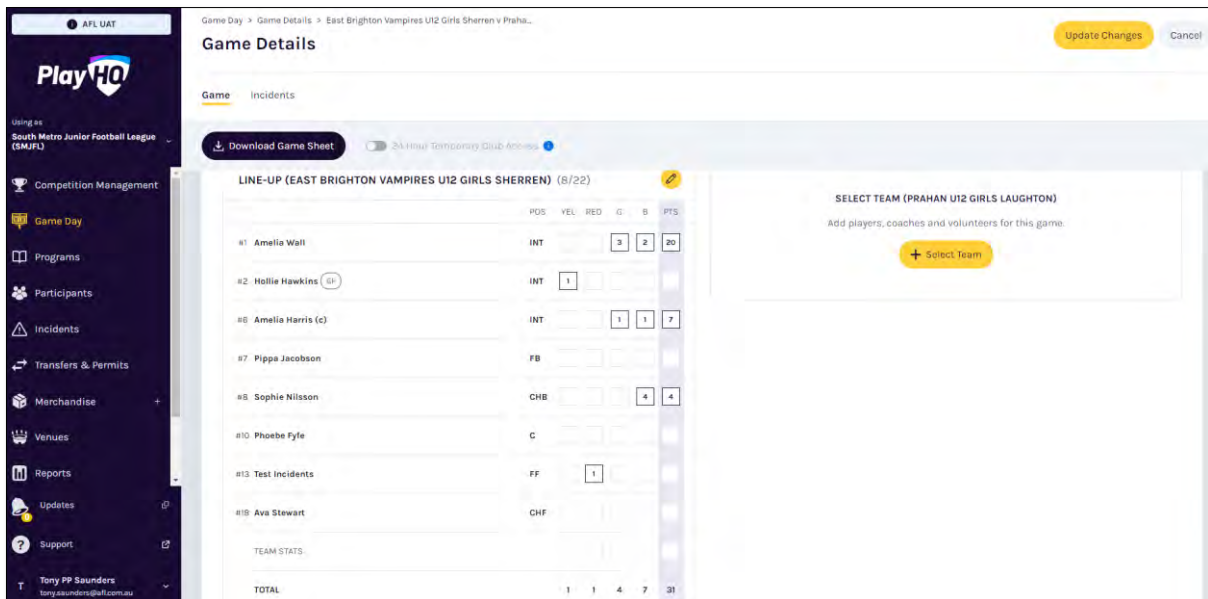 AFL UAT
PlayHQ
Using as
South Metro Junior Football League
(SMJFL)
Competition Management
Game Day
Programs
Participants
Incidents
Transfers & Permits
Merchandise +
Venues
Reports
Updates
Support
T Tony PP Saunders
tony.saunders@afl.com.au
Game Day > Game Details > East Brighton Vampires U12 Girls Sherren v Praha...
Game Details
Update Changes Cancel
Game Incidents
Download Game Sheet 24 Hour Temporary Club Access
LINE-UP (EAST BRIGHTON VAMPIRES U12 GIRLS SHERREN) (8/22)
POS YEL RED G B PTS
#1 Amelia Wall INT 3 2 20
#2 Hollie Hawkins INT 1
#6 Amelia Harris (c) INT 1 1 7
#7 Pippa Jacobson FB
#8 Sophie Nilsson CHB 4 4
#10 Phoebe Fyfe C
#13 Test Incidents FF 1
#18 Ava Stewart CHF
TEAM STATS
TOTAL 1 1 4 7 31
SELECT TEAM (PRAHAN U12 GIRLS LAUGHTON)
Add players, coaches and volunteers for this game.
+ Select Team